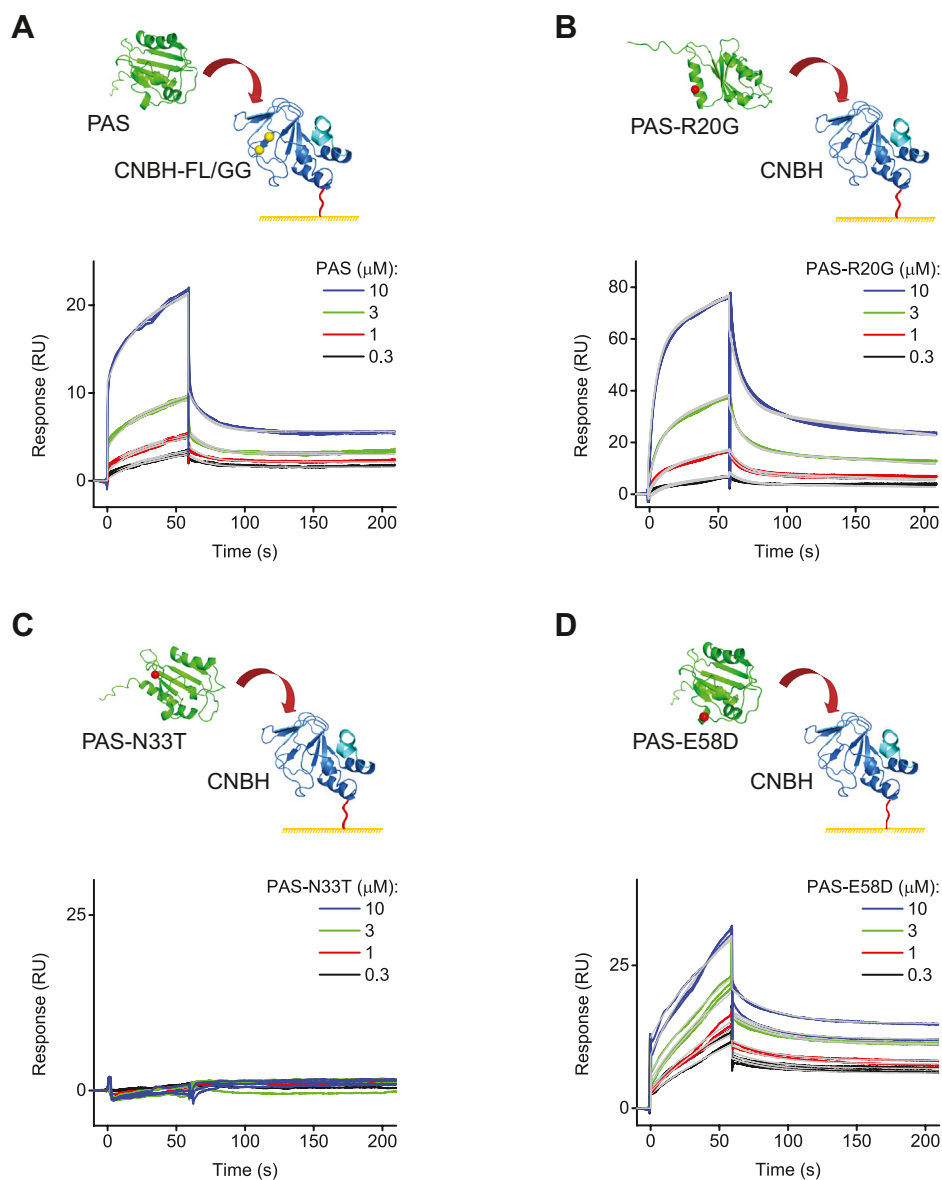 A
PAS
CNBH-FL/GG
PAS (μM):
10
3
1
0.3
Response (RU)
20
10
0
0
50
100
150
200
Time (s)
B
PAS-R20G
CNBH
PAS-R20G (μM):
10
3
1
0.3
Response (RU)
80
60
40
20
0
0
50
100
150
200
Time (s)
C
PAS-N33T
CNBH
PAS-N33T (μM):
10
3
1
0.3
Response (RU)
25
0
0
50
100
150
200
Time (s)
D
PAS-E58D
CNBH
PAS-E58D (μM):
10
3
1
0.3
Response (RU)
25
0
0
50
100
150
200
Time (s)